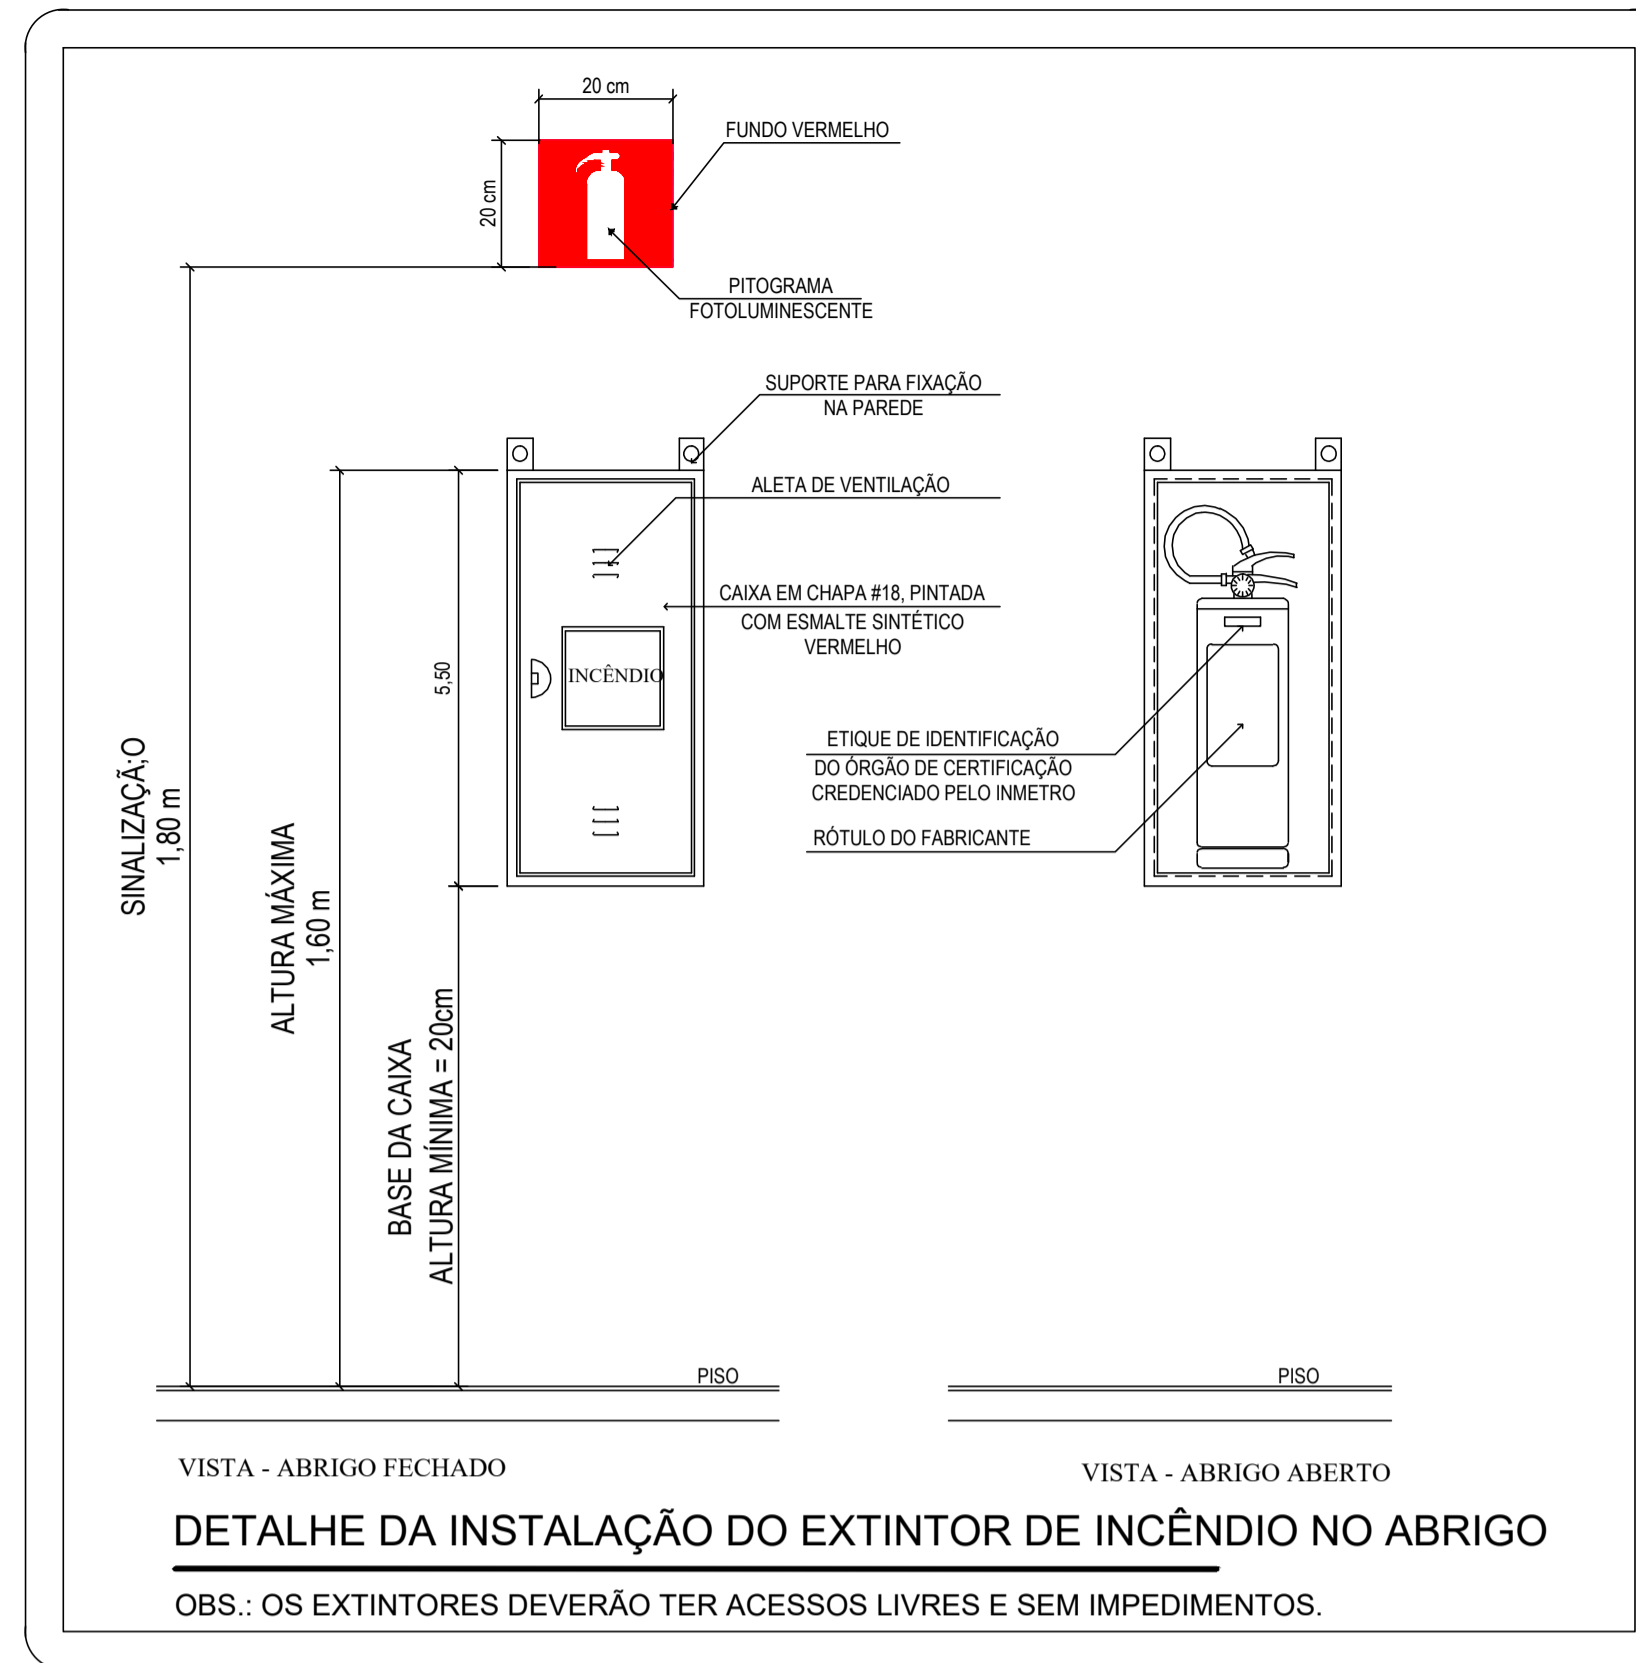 20 cm
FUNDO VERMELHO
20 cm
PITOGRAMA
FOTOLUMINESCENTE
SUPORTE PARA FIXAÇÃO
NA PAREDE
ALETA DE VENTILAÇÃO
CAIXA EM CHAPA #18, PINTADA
COM ESMALTE SINTÉTICO
VERMELHO
INCÊNDIO
5,50
ETIQUE DE IDENTIFICAÇÃO
DO ÓRGÃO DE CERTIFICAÇÃO
CREDENCIADO PELO INMETRO
RÓTULO DO FABRICANTE
SINALIZAÇÃ;O
1,80 m
ALTURA MÁXIMA
1,60 m
BASE DA CAIXA
ALTURA MÍNIMA = 20cm
PISO
PISO
VISTA - ABRIGO FECHADO
VISTA - ABRIGO ABERTO
DETALHE DA INSTALAÇÃO DO EXTINTOR DE INCÊNDIO NO ABRIGO
OBS.: OS EXTINTORES DEVERÃO TER ACESSOS LIVRES E SEM IMPEDIMENTOS.